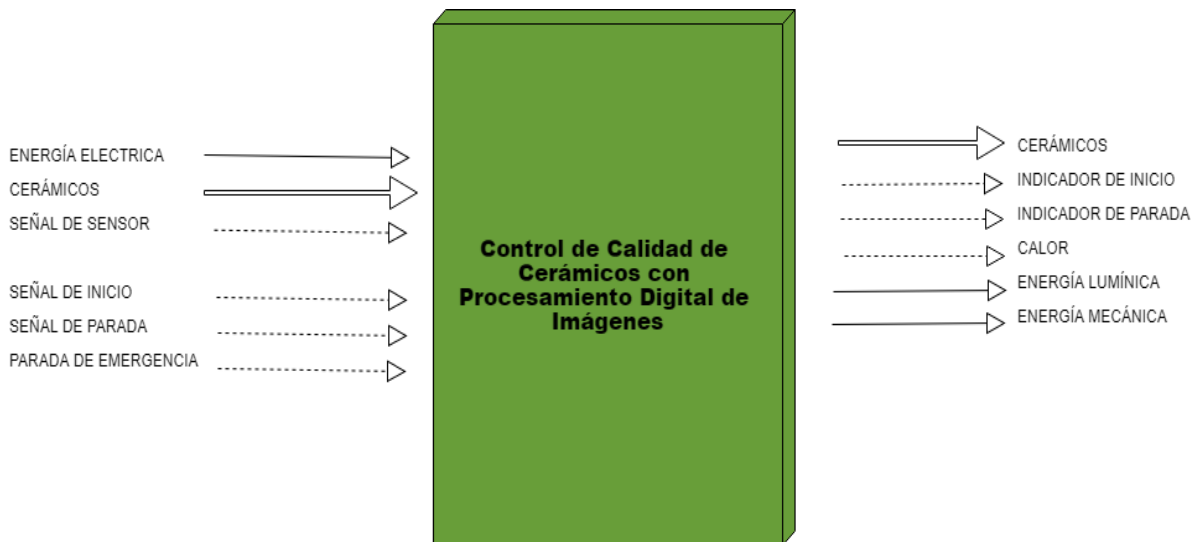 ENERGÍA ELECTRICA
CERÁMICOS
SEÑAL DE SENSOR
SEÑAL DE INICIO
SEÑAL DE PARADA
PARADA DE EMERGENCIA
Control de Calidad de
Cerámicos con
Procesamiento Digital de
Imágenes
CERÁMICOS
INDICADOR DE INICIO
INDICADOR DE PARADA
CALOR
ENERGÍA LUMÍNICA
ENERGÍA MECÁNICA